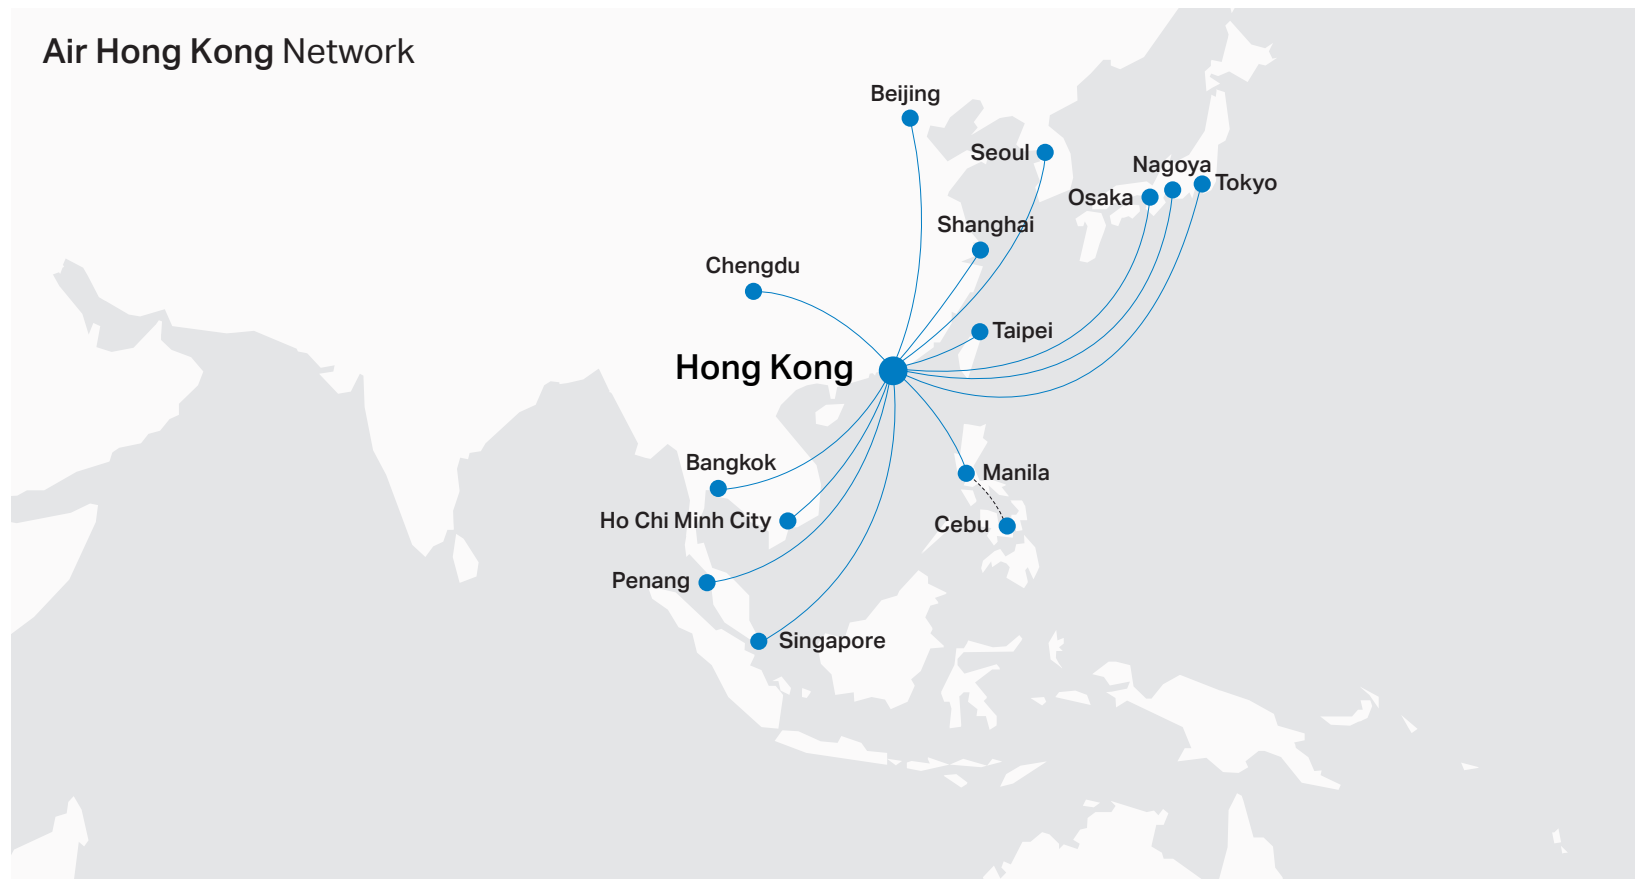 Air Hong Kong Network
Beijing
Seoul
Nagoya
Tokyo
Osaka
Shanghai
Chengdu
Taipei
Hong Kong
Bangkok
Manila
Ho Chi Minh City
Cebu
Penang
Singapore